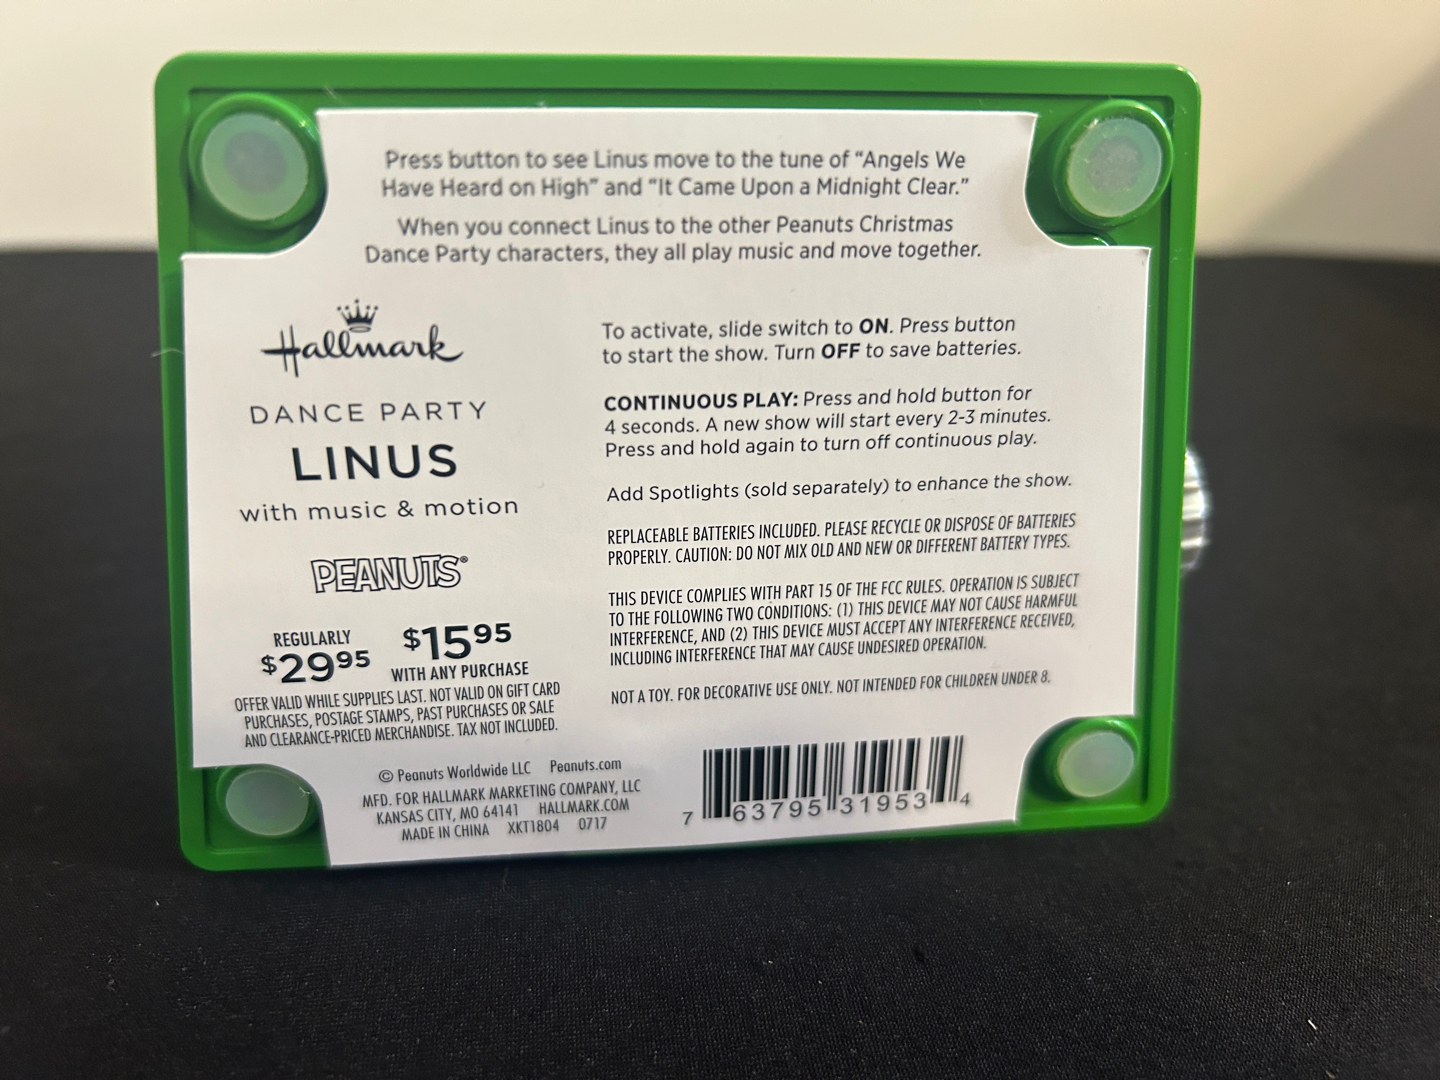 Press button to see Linus move to the tune of “Angels We
Have Heard on High” and “It Came Upon a Midnight Clear.”
When you connect Linus to the other Peanuts Christmas
Dance Party characters, they all play music and move together.
Hallmark
DANCE PARTY
LINUS
with music & motion
PEANUTS®
REGULARLY
$29.95
$15.95
WITH ANY PURCHASE
OFFER VALID WHILE SUPPLIES LAST. NOT VALID ON GIFT CARD
PURCHASES, POSTAGE STAMPS, PAST PURCHASES OR SALE
AND CLEARANCE-PRICED MERCHANDISE. TAX NOT INCLUDED.
To activate, slide switch to ON. Press button
to start the show. Turn OFF to save batteries.
CONTINUOUS PLAY: Press and hold button for
4 seconds. A new show will start every 2-3 minutes.
Press and hold again to turn off continuous play.
Add Spotlights (sold separately) to enhance the show.
REPLACEABLE BATTERIES INCLUDED. PLEASE RECYCLE OR DISPOSE OF BATTERIES
PROPERLY. CAUTION: DO NOT MIX OLD AND NEW OR DIFFERENT BATTERY TYPES.
THIS DEVICE COMPLIES WITH PART 15 OF THE FCC RULES. OPERATION IS SUBJECT
TO THE FOLLOWING TWO CONDITIONS: (1) THIS DEVICE MAY NOT CAUSE HARMFUL
INTERFERENCE, AND (2) THIS DEVICE MUST ACCEPT ANY INTERFERENCE RECEIVED,
INCLUDING INTERFERENCE THAT MAY CAUSE UNDESIRED OPERATION.
NOT A TOY. FOR DECORATIVE USE ONLY. NOT INTENDED FOR CHILDREN UNDER 8.
© Peanuts Worldwide LLC Peanuts.com
MFD. FOR HALLMARK MARKETING COMPANY, LLC
KANSAS CITY, MO 64141 HALLMARK.COM
MADE IN CHINA XKT1804 0717
7 63795 31953 4